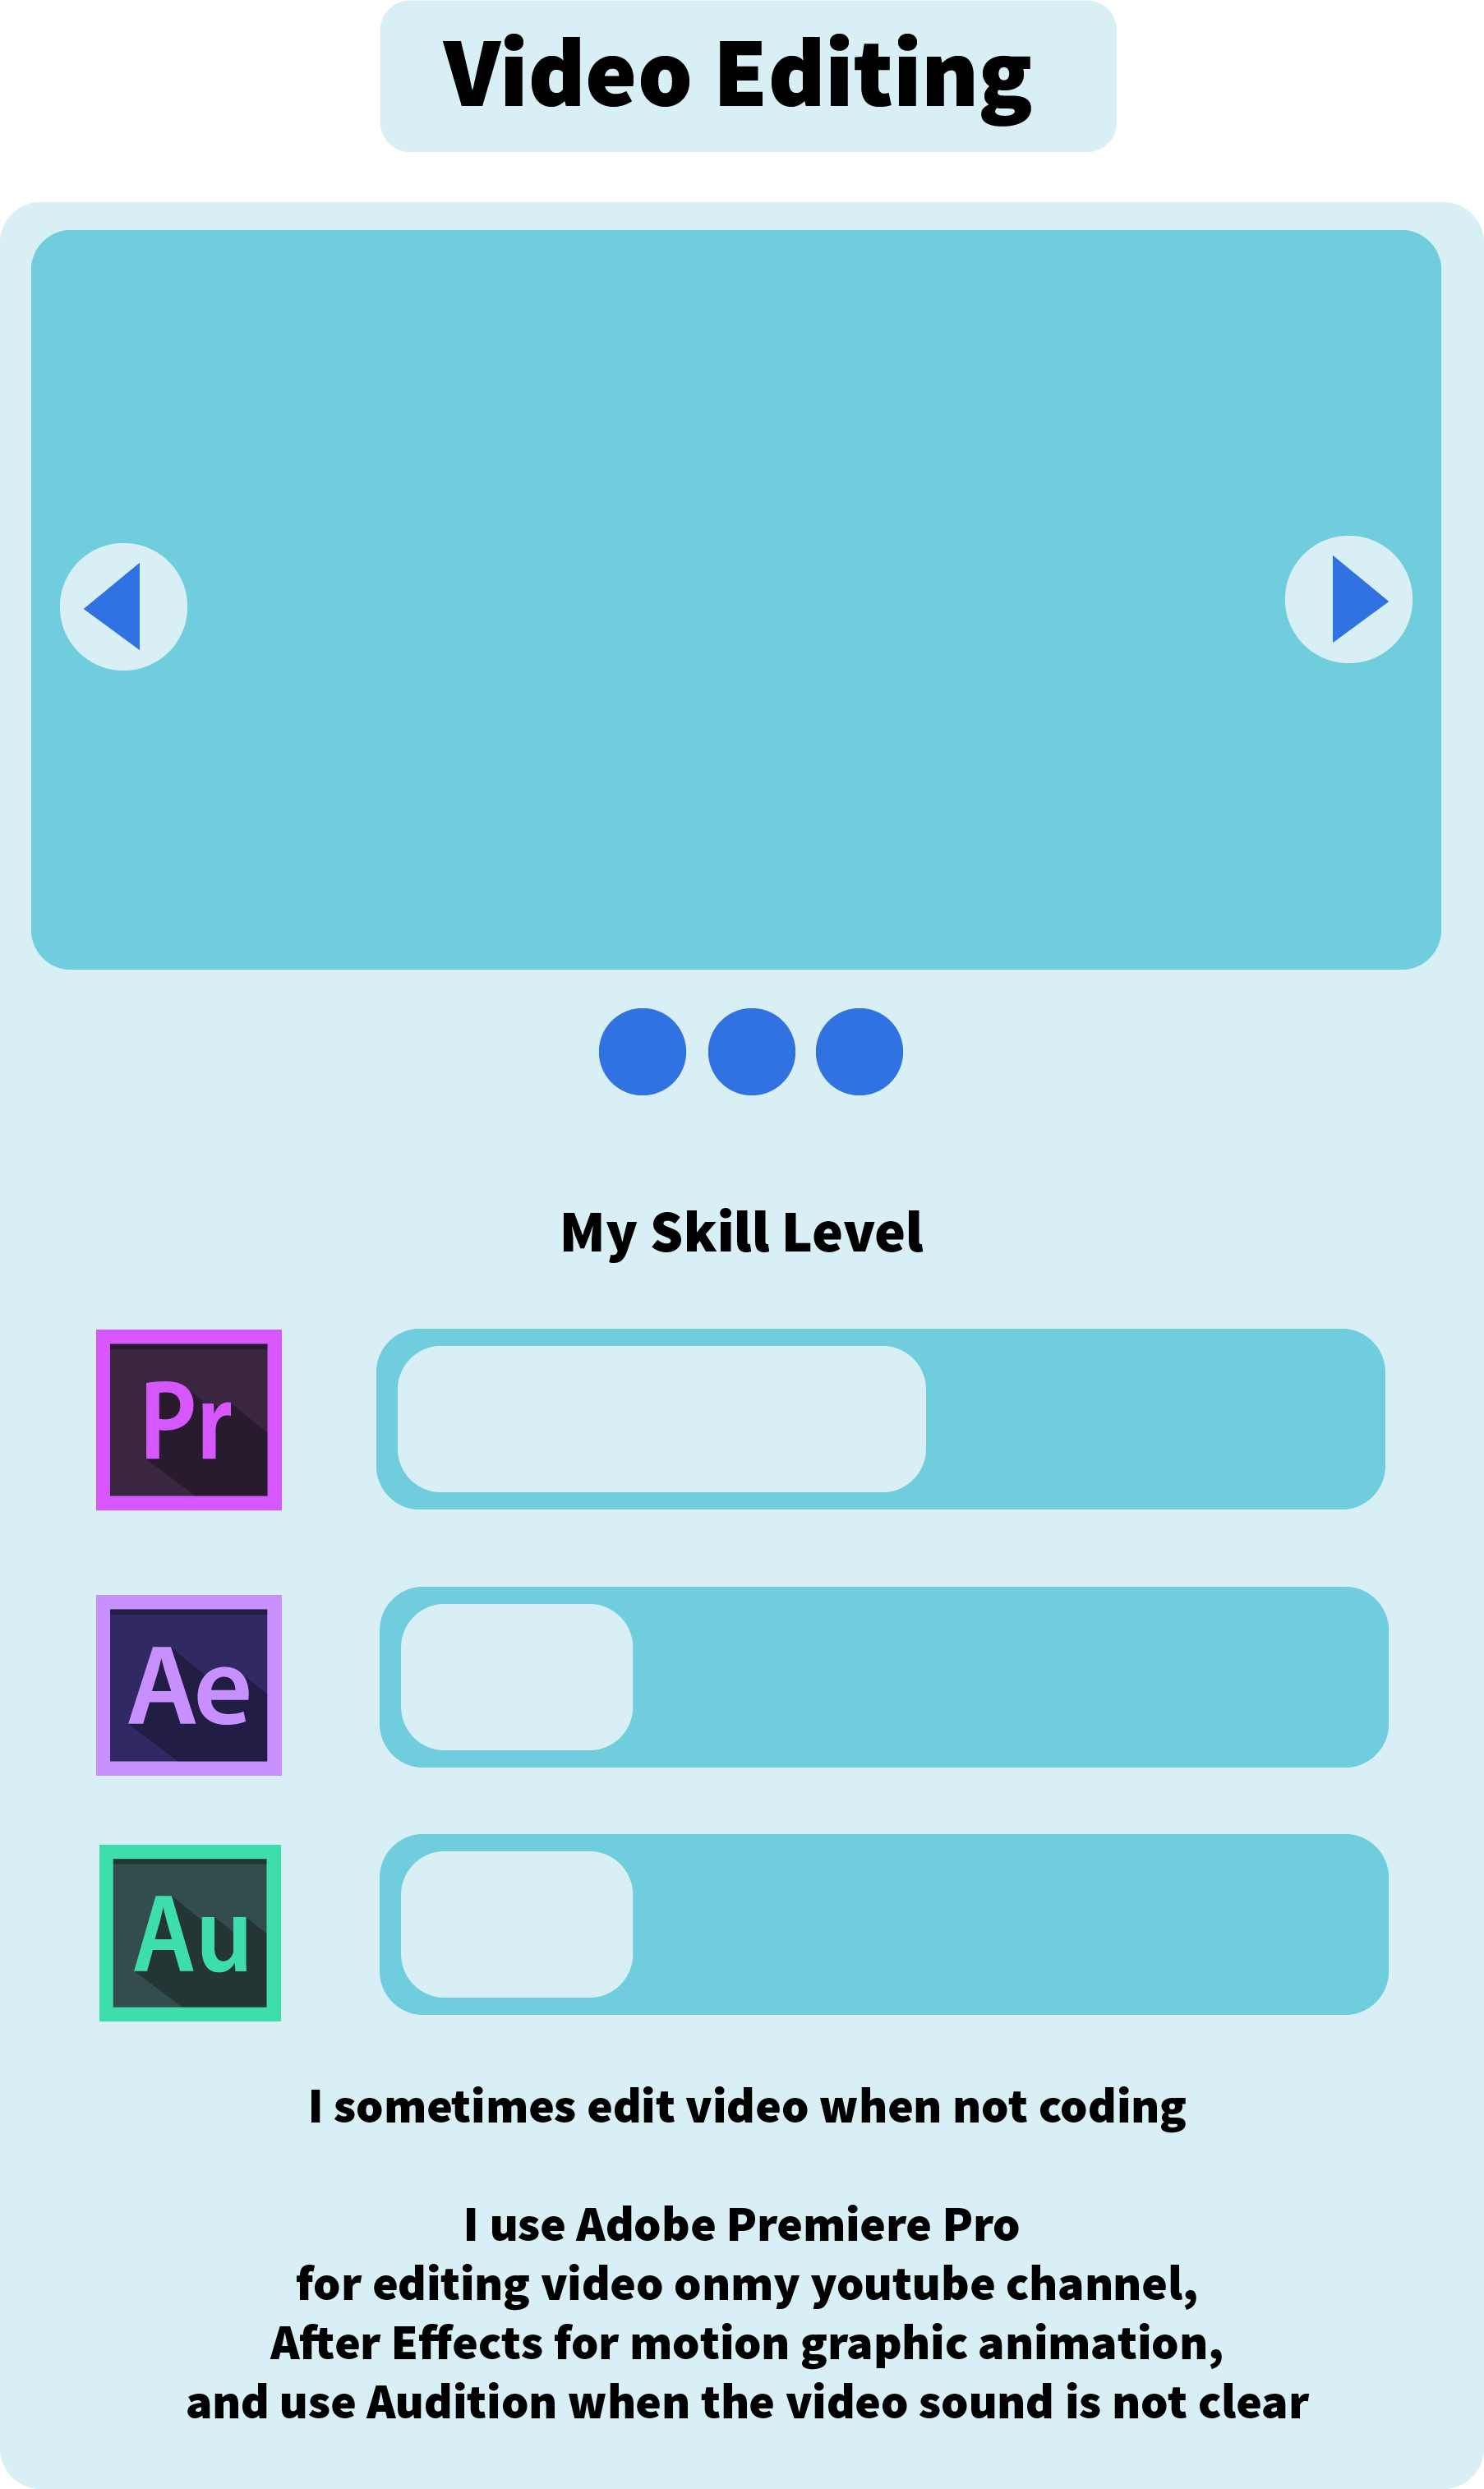 Video Editing
My Skill Level
Pr
Ae
Au
I sometimes edit video when not coding
I use Adobe Premiere Pro
for editing video onmy youtube channel,
After Effects for motion graphic animation,
and use Audition when the video sound is not clear